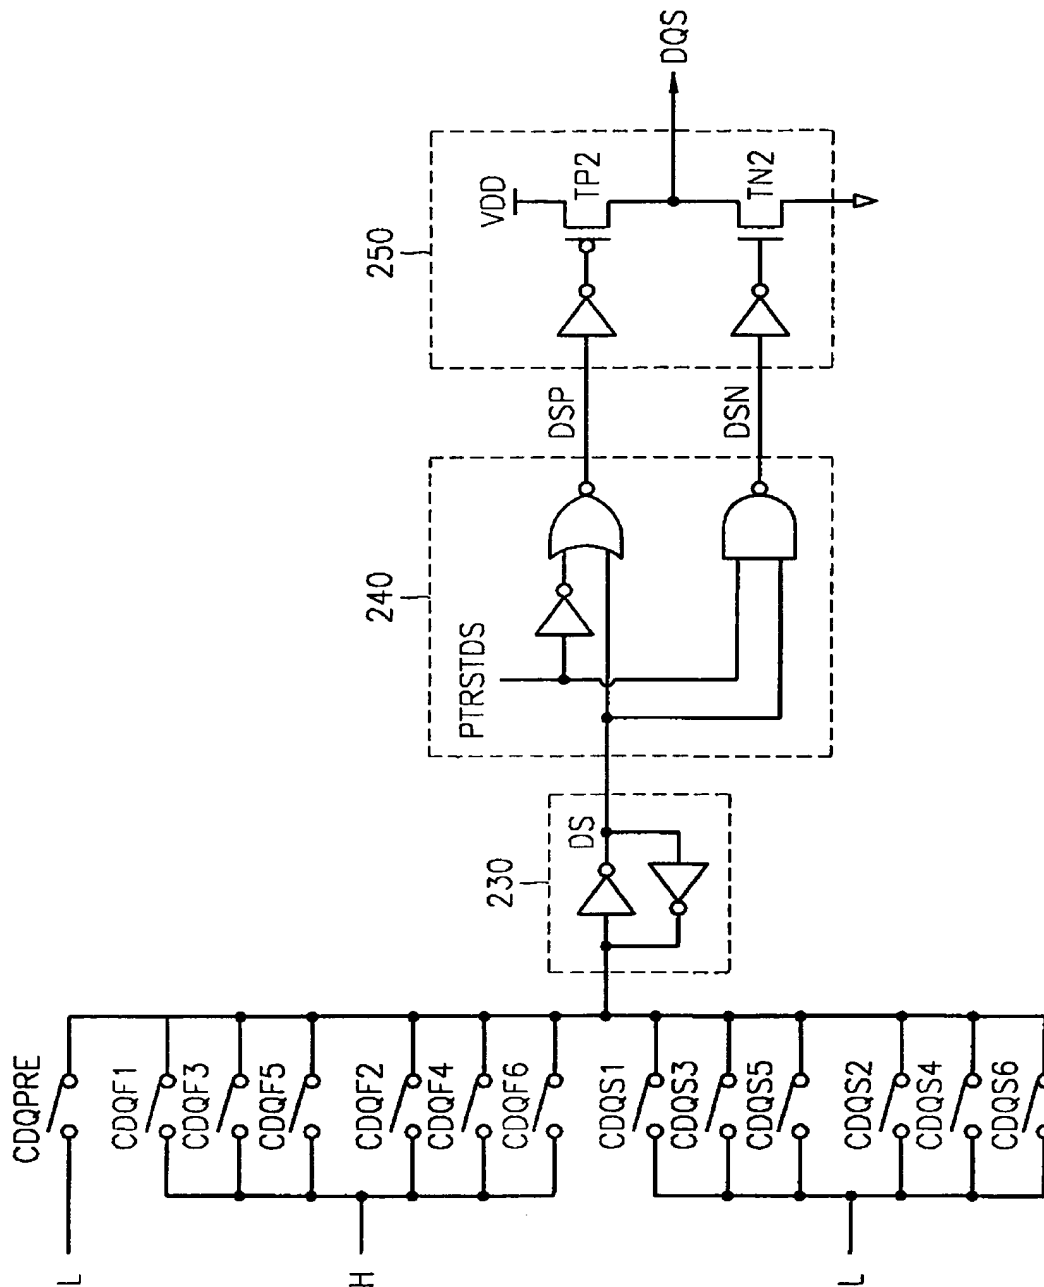 L
CDQPRE
CDQF1
CDQF3
CDQF5
H
CDQF2
CDQF4
CDQF6
CDQS1
CDQS3
CDQS5
L
CDQS2
CDQS4
CDQS6
230
DS
240
PTRSTDS
DSP
DSN
250
VDD
TP2
TN2
DQS